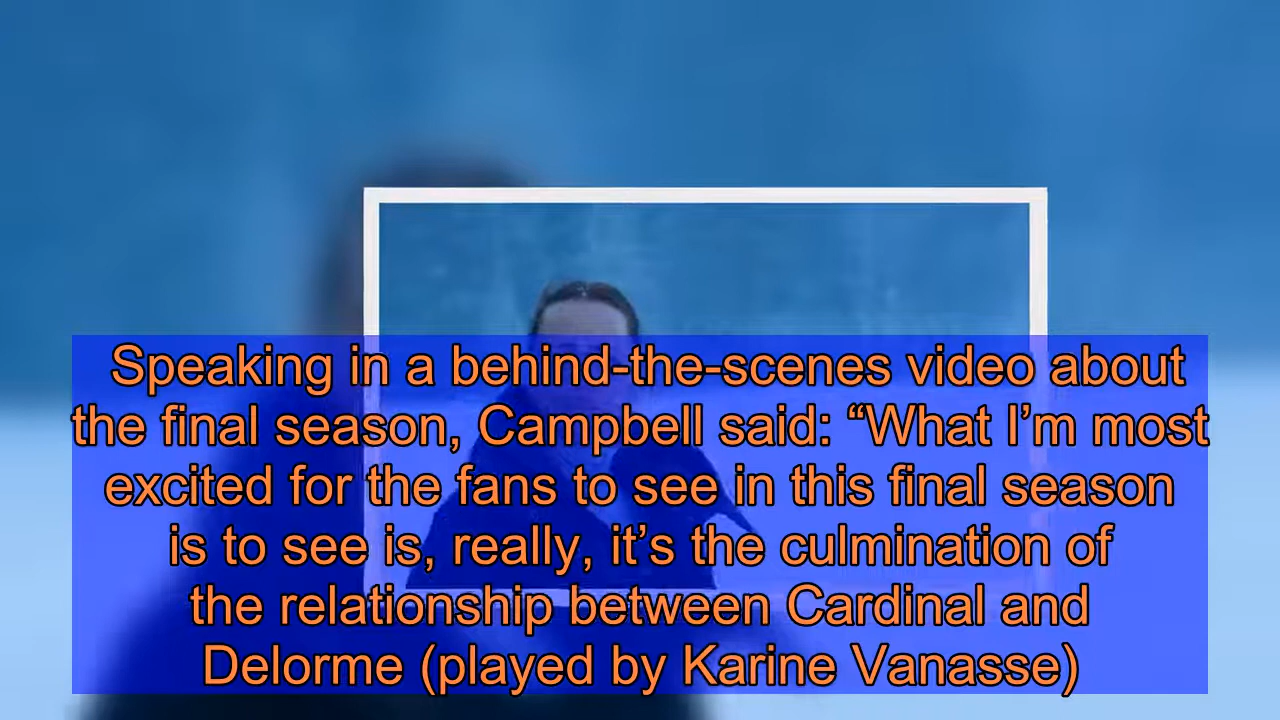 Speaking in a behind-the-scenes video about
the final season, Campbell said: “What I’m most
excited for the fans to see in this final season
is to see is, really, it’s the culmination of
the relationship between Cardinal and
Delorme (played by Karine Vanasse)